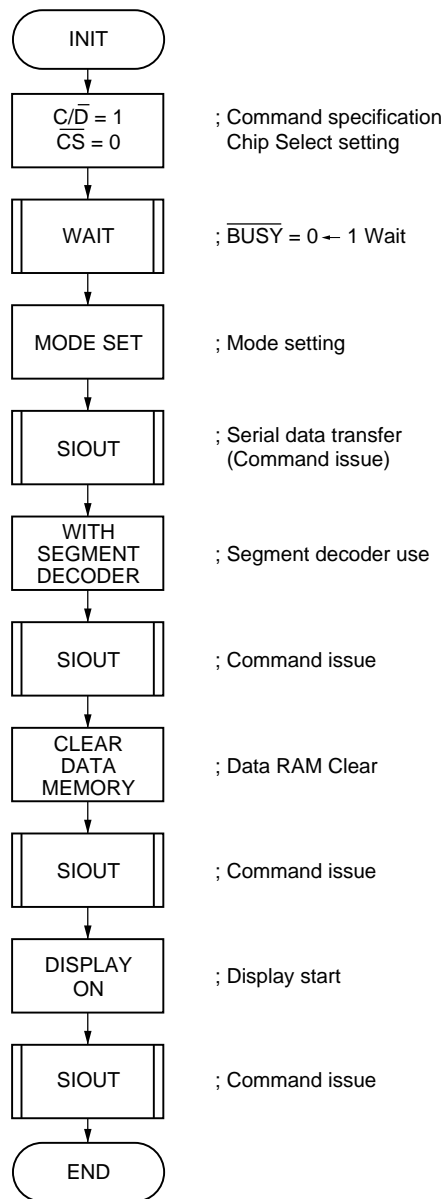 INIT
C/D̅ = 1
C̅S̅ = 0
; Command specification
Chip Select setting
WAIT
; B̅U̅S̅Y̅ = 0 ← 1 Wait
MODE SET
; Mode setting
SIOUT
; Serial data transfer
(Command issue)
WITH
SEGMENT
DECODER
; Segment decoder use
SIOUT
; Command issue
CLEAR
DATA
MEMORY
; Data RAM Clear
SIOUT
; Command issue
DISPLAY
ON
; Display start
SIOUT
; Command issue
END